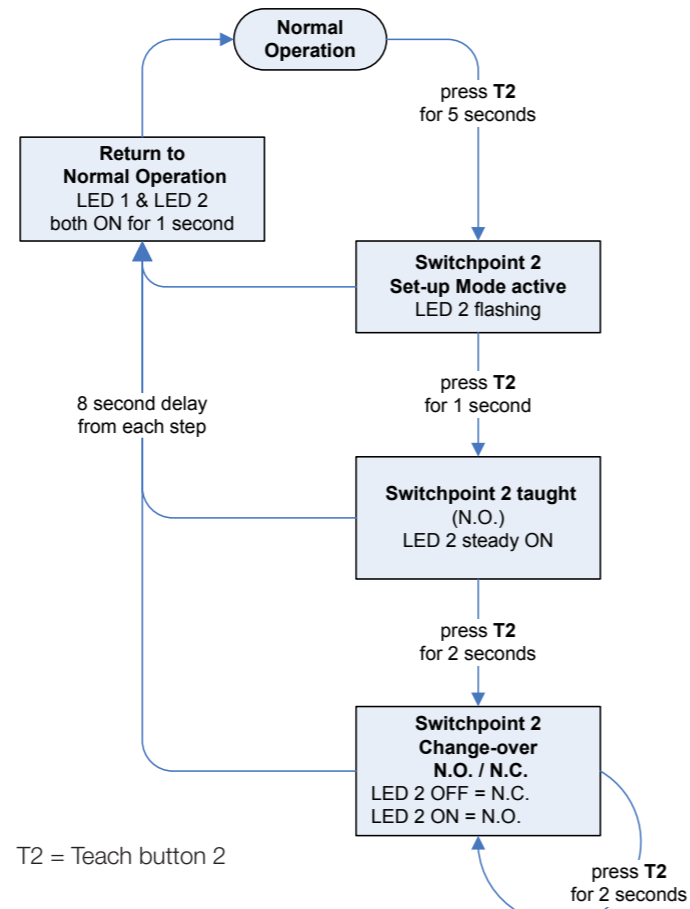 Normal
Operation
press T2
for 5 seconds
Return to
Normal Operation
LED 1 & LED 2
both ON for 1 second
Switchpoint 2
Set-up Mode active
LED 2 flashing
8 second delay
from each step
press T2
for 1 second
Switchpoint 2 taught
(N.O.)
LED 2 steady ON
press T2
for 2 seconds
Switchpoint 2
Change-over
N.O. / N.C.
LED 2 OFF = N.C.
LED 2 ON = N.O.
T2 = Teach button 2
press T2
for 2 seconds